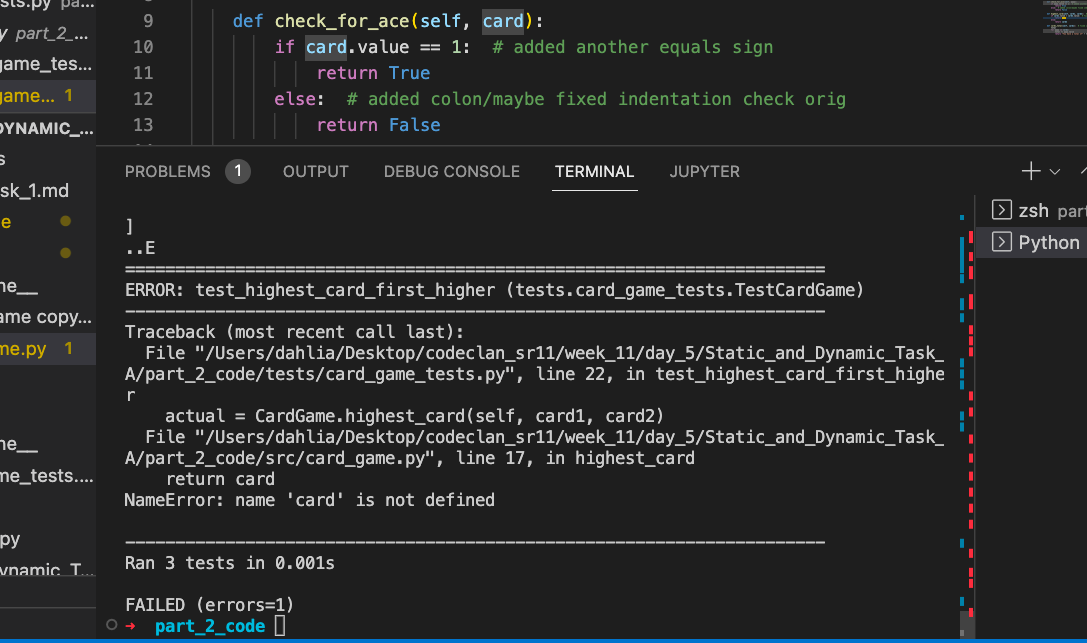 sts.py pa...
9 def check_for_ace(self, card):
y part_2_...
10 if card.value == 1: # added another equals sign
game_tes...
11 return True
game... 1
12 else: # added colon/maybe fixed indentation check orig
13 return False
DYNAMIC_...
s
sk_1.md
e
me__
ame copy...
me.py 1
me__
me_tests....
py
ynamic_T...
PROBLEMS 1 OUTPUT DEBUG CONSOLE TERMINAL JUPYTER
zsh part
Python
]
..E
======================================================================
ERROR: test_highest_card_first_higher (tests.card_game_tests.TestCardGame)
----------------------------------------------------------------------
Traceback (most recent call last):
File "/Users/dahlia/Desktop/codeclan_sr11/week_11/day_5/Static_and_Dynamic_Task_
A/part_2_code/tests/card_game_tests.py", line 22, in test_highest_card_first_highe
r
actual = CardGame.highest_card(self, card1, card2)
File "/Users/dahlia/Desktop/codeclan_sr11/week_11/day_5/Static_and_Dynamic_Task_
A/part_2_code/src/card_game.py", line 17, in highest_card
return card
NameError: name 'card' is not defined
----------------------------------------------------------------------
Ran 3 tests in 0.001s
FAILED (errors=1)
➜ part_2_code